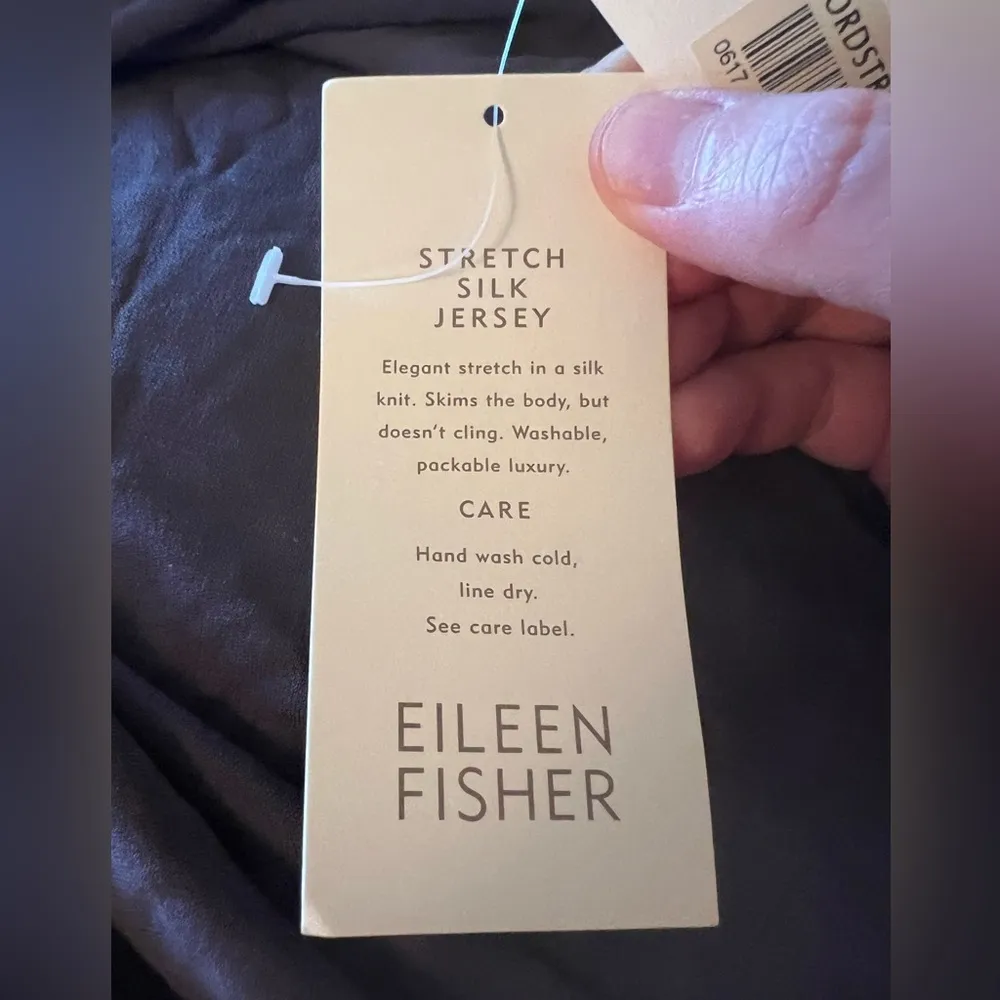 0617
STRETCH
SILK
JERSEY
Elegant stretch in a silk
knit. Skims the body, but
doesn't cling. Washable,
packable luxury.
CARE
Hand wash cold,
line dry.
See care label.
EILEEN
FISHER